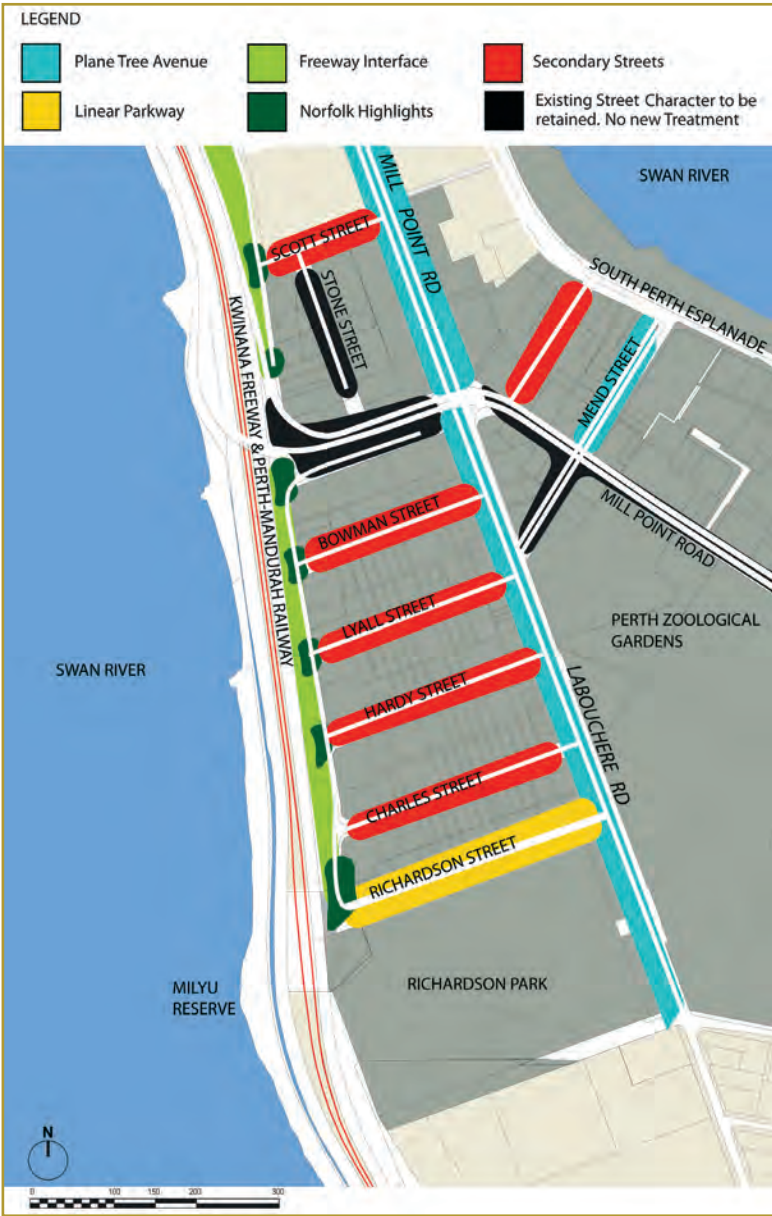 LEGEND
Plane Tree Avenue
Freeway Interface
Secondary Streets
Linear Parkway
Norfolk Highlights
Existing Street Character to be
retained. No new Treatment
SWAN RIVER
MILL POINT RD
SCOTT STREET
STONE STREET
SOUTH PERTH ESPLANADE
KWINANA FREEWAY & PERTH-MANDURAH RAILWAY
MEND STREET
MILL POINT ROAD
BOWMAN STREET
LYALL STREET
PERTH ZOOLOGICAL
GARDENS
SWAN RIVER
HARDY STREET
LABOUCHERE RD
CHARLES STREET
RICHARDSON STREET
MILYU
RESERVE
RICHARDSON PARK
N
0 100 150 200 300